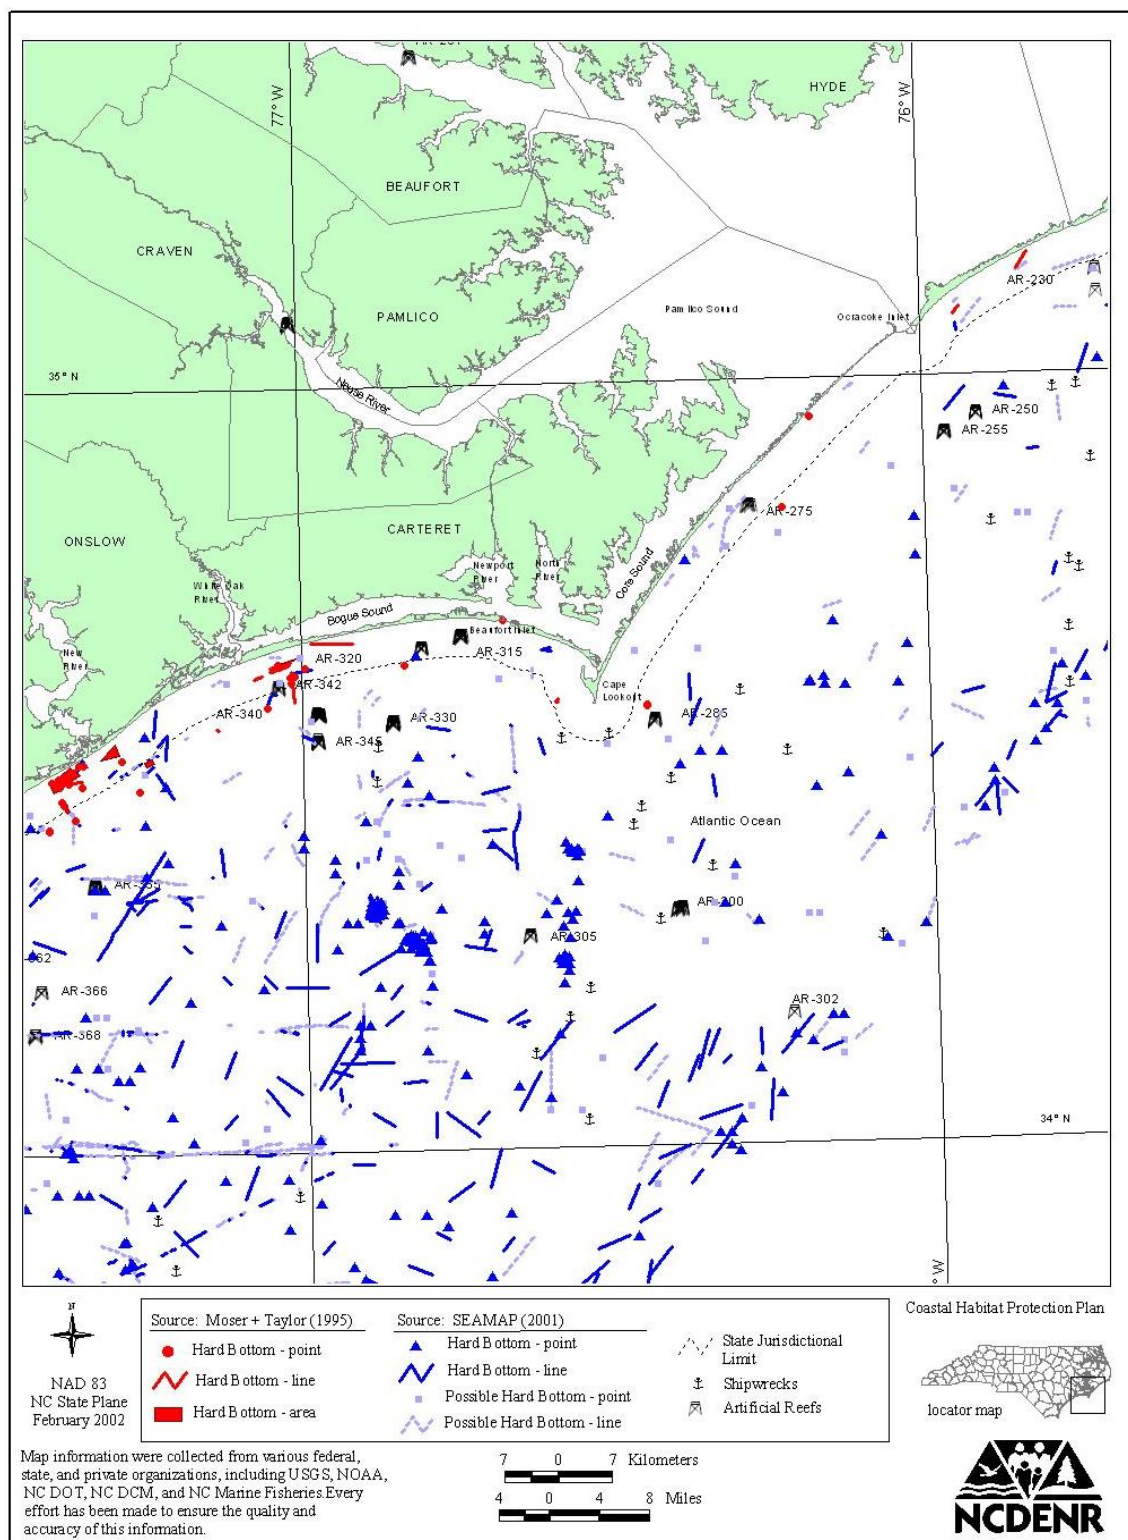 HYDE
77° W
76° W
BEAUFORT
CRAVEN
AR-230
PAMLICO
Pamlico Sound
Ocracoke Inlet
35° N
Neuse River
AR-250
AR-255
AR-275
CARTERET
ONSLOW
Newport
River
North
River
Core Sound
White Oak
River
Bogue Sound
Beaufort Inlet
New
River
AR-320
AR-315
AR-342
Cape
Lookout
AR-340
AR-330
AR-285
AR-345
Atlantic Ocean
AR-305
AR-366
AR-302
AR-368
34° N
° W
N
NAD 83
NC State Plane
February 2002
Source: Moser + Taylor (1995)
Hard Bottom - point
Hard Bottom - line
Hard Bottom - area
Source: SEAMAP (2001)
Hard Bottom - point
Hard Bottom - line
Possible Hard Bottom - point
Possible Hard Bottom - line
State Jurisdictional
Limit
Shipwrecks
Artificial Reefs
Coastal Habitat Protection Plan
locator map
Map information were collected from various federal,
state, and private organizations, including USGS, NOAA,
NC DOT, NC DCM, and NC Marine Fisheries.Every
effort has been made to ensure the quality and
accuracy of this information.
7 0 7 Kilometers
4 0 4 8 Miles
NCDENR